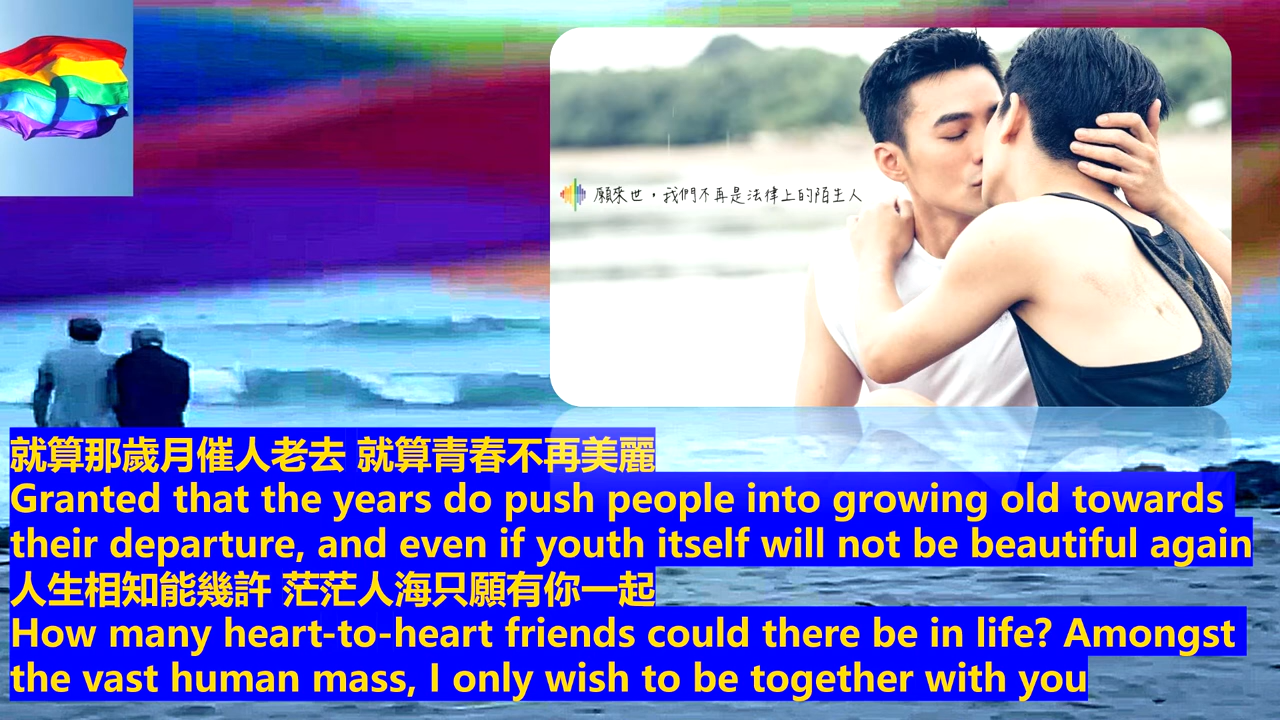 願來世，我們不再是法律上的陌生人
就算那歲月催人老去 就算青春不再美麗
Granted that the years do push people into growing old towards
their departure, and even if youth itself will not be beautiful again
人生相知能幾許 茫茫人海只願有你一起
How many heart-to-heart friends could there be in life? Amongst
the vast human mass, I only wish to be together with you